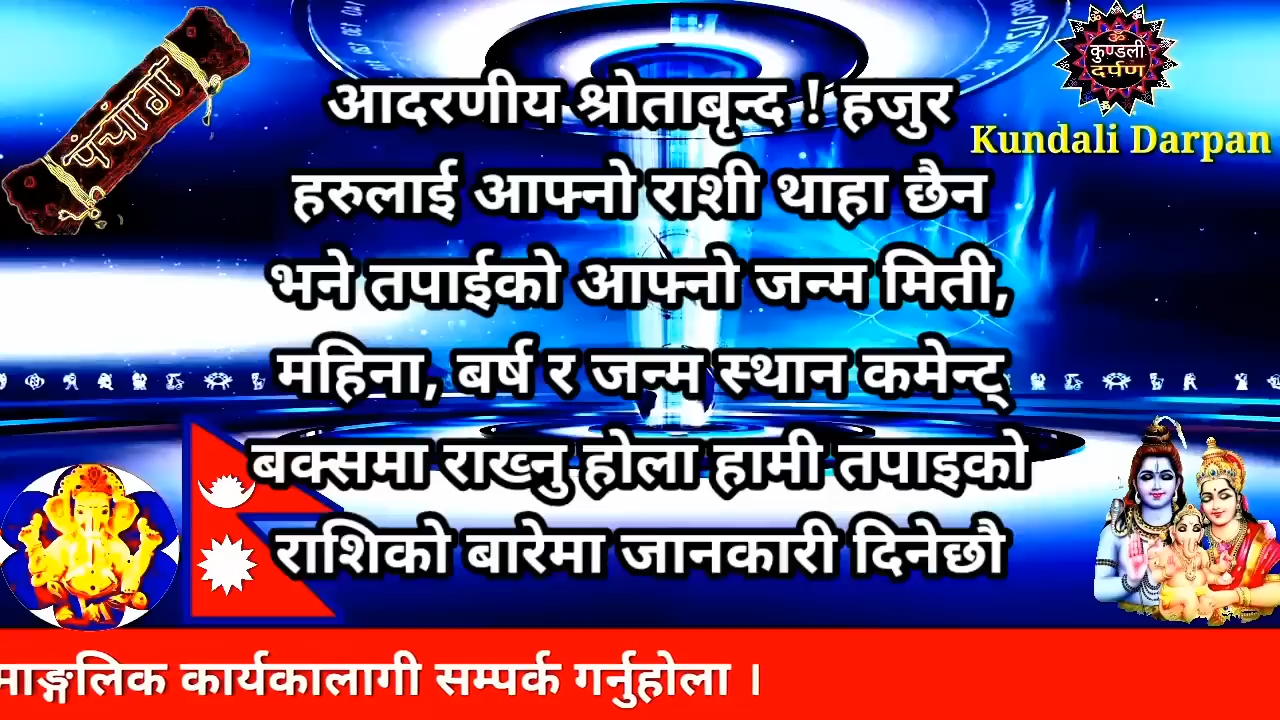 पंचांग
ॐ
कुण्डली
दर्पण
Kundali Darpan
आदरणीय श्रोताबृन्द ! हजुर
हरुलाई आफ्नो राशी थाहा छैन
भने तपाईको आफ्नो जन्म मिती,
महिना, बर्ष र जन्म स्थान कमेन्ट्
बक्समा राख्नु होला हामी तपाइको
राशिको बारेमा जानकारी दिनेछौ
माङ्गलिक कार्यकालागी सम्पर्क गर्नुहोला ।